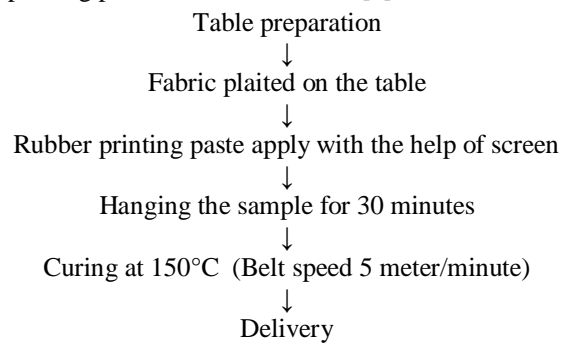 Table preparation
↓
Fabric plaited on the table
↓
Rubber printing paste apply with the help of screen
↓
Hanging the sample for 30 minutes
↓
Curing at 150°C (Belt speed 5 meter/minute)
↓
Delivery